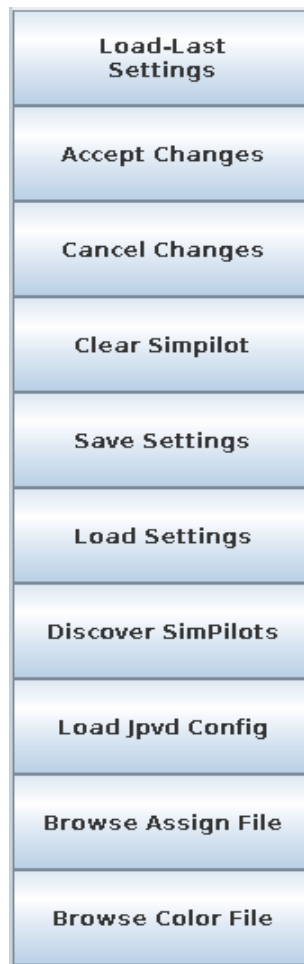 Load-Last
Settings
Accept Changes
Cancel Changes
Clear Simpilot
Save Settings
Load Settings
Discover SimPilots
Load Jpvd Config
Browse Assign File
Browse Color File